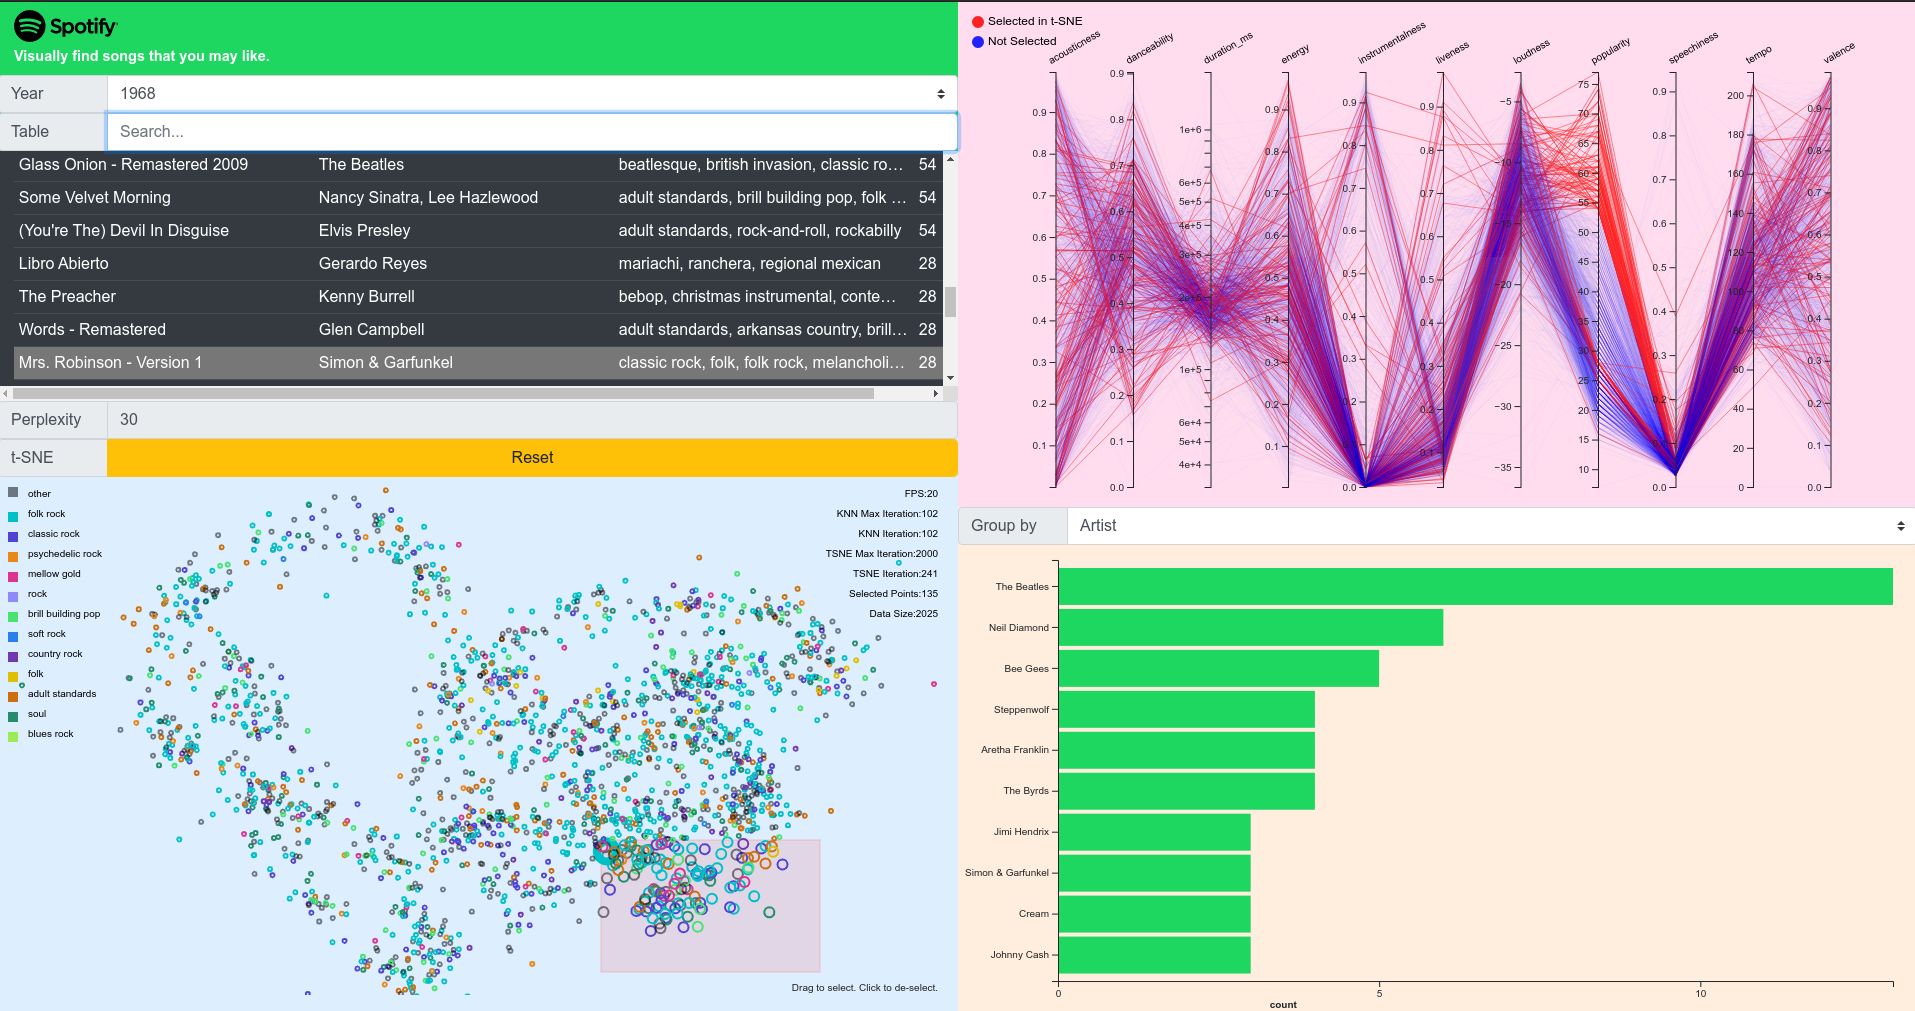 Spotify
Visually find songs that you may like.
Year 1968
Table Search...
Glass Onion - Remastered 2009 The Beatles beatlesque, british invasion, classic ro... 54
Some Velvet Morning Nancy Sinatra, Lee Hazlewood adult standards, brill building pop, folk ... 54
(You're The) Devil In Disguise Elvis Presley adult standards, rock-and-roll, rockabilly 54
Libro Abierto Gerardo Reyes mariachi, ranchera, regional mexican 28
The Preacher Kenny Burrell bebop, christmas instrumental, conte... 28
Words - Remastered Glen Campbell adult standards, arkansas country, brill... 28
Mrs. Robinson - Version 1 Simon & Garfunkel classic rock, folk, folk rock, melancholi... 28
Perplexity 30
t-SNE Reset
other
folk rock
classic rock
psychedelic rock
mellow gold
rock
brill building pop
soft rock
country rock
folk
adult standards
soul
blues rock
FPS:20
KNN Max Iteration:102
KNN Iteration:102
TSNE Max Iteration:2000
TSNE Iteration:241
Selected Points:135
Data Size:2025
Drag to select. Click to de-select.
Selected in t-SNE
Not Selected
acousticness danceability duration_ms energy instrumentalness liveness loudness popularity speechiness tempo valence
0.9 0.8 0.7 0.6 0.5 0.4 0.3 0.2 0.1
0.9 0.8 0.7 0.6 0.5 0.4 0.3 0.2 0.1 0.0
1e+6 6e+5 5e+5 4e+5 3e+5 2e+5 1e+5 6e+4 5e+4 4e+4
0.9 0.8 0.7 0.6 0.5 0.4 0.3 0.2 0.1
0.9 0.8 0.7 0.6 0.5 0.4 0.3 0.2 0.1 0.0
0.9 0.8 0.7 0.6 0.5 0.4 0.3 0.2 0.1
−5 −10 −15 −20 −25 −30 −35
75 70 65 60 55 50 45 40 35 30 25 20 15 10
0.9 0.8 0.7 0.6 0.5 0.4 0.3 0.2 0.1 0.0
200 180 160 140 120 100 80 60 40 20 0
0.9 0.8 0.7 0.6 0.5 0.4 0.3 0.2 0.1 0.0
Group by Artist
The Beatles
Neil Diamond
Bee Gees
Steppenwolf
Aretha Franklin
The Byrds
Jimi Hendrix
Simon & Garfunkel
Cream
Johnny Cash
0 5 10
count